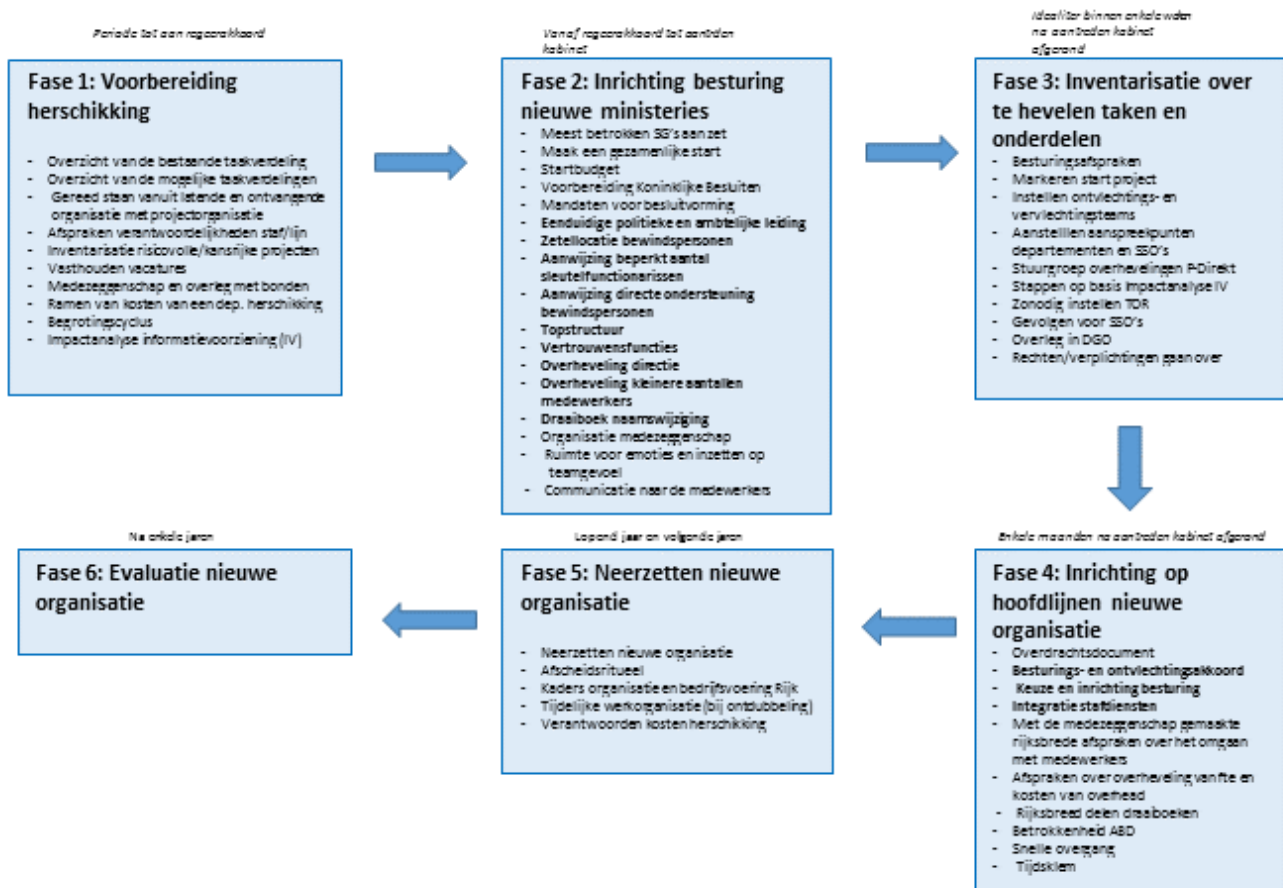 Periode tot aan regeerakkoord
Fase 1: Voorbereiding
herschikking
- Overzicht van de bestaande taakverdeling
- Overzicht van de mogelijke taakverdelingen
- Gereed staan vanuit latende en ontvangende
organisatie met projectorganisatie
- Afspraken verantwoordelijkheden staf/lijn
- Inventarisatie risicovolle/kansrijke projecten
- Vasthouden vacatures
- Medezeggenschap en overleg met bonden
- Ramen van kosten van een dep. herschikking
- Begrotingscyclus
- Impactanalyse informatievoorziening (IV)
Vanaf regeerakkoord tot aantreden
kabinet
Fase 2: Inrichting besturing
nieuwe ministeries
- Meest betrokken SG's aan zet
- Maak een gezamenlijke start
- Startbudget
- Voorbereiding Koninklijke Besluiten
- Mandaten voor besluitvorming
- Eenduidige politieke en ambtelijke leiding
- Zetellocatie bewindspersonen
- Aanwijzing beperkt aantal
sleutelfunctionarissen
- Aanwijzing directe ondersteuning
bewindspersonen
- Topstructuur
- Vertrouwensfuncties
- Overheveling directie
- Overheveling kleinere aantallen
medewerkers
- Draaiboek naamswijziging
- Organisatie medezeggenschap
- Ruimte voor emoties en inzetten op
teamgevoel
- Communicatie naar de medewerkers
Idealiter binnen enkele wden
na aantreden kabinet
afgerond
Fase 3: Inventarisatie over
te hevelen taken en
onderdelen
- Besturingsafspraken
- Markeren start project
- Instellen ontvlechtings- en
vervlechtingsteams
- Aanstellen aanspreekpunten
departementen en SSO's
- Stuurgroep overhevelingen P-Direkt
- Stappen op basis Impactanalyse IV
- Zonodig instellen TOR
- Gevolgen voor SSO's
- Overleg in DGO
- Rechten/verplichtingen gaan over
Enkele maanden na aantreden kabinet afgerond
Fase 4: Inrichting op
hoofdlijnen nieuwe
organisatie
- Overdrachtsdocument
- Besturings- en ontvlechtingsakkoord
- Keuze en inrichting besturing
- Integratie stafdiensten
- Met de medezeggenschap gemaakte
rijksbrede afspraken over het omgaan
met medewerkers
- Afspraken over overheveling van fte en
kosten van overhead
- Rijksbreed delen draaiboeken
- Betrokkenheid ABD
- Snelle overgang
- Tijdsklem
Lopend jaar en volgende jaren
Fase 5: Neerzetten nieuwe
organisatie
- Neerzetten nieuwe organisatie
- Afscheidsritueel
- Kaders organisatie en bedrijfsvoering Rijk
- Tijdelijke werkorganisatie (bij ontdubbeling)
- Verantwoorden kosten herschikking
Na enkele jaren
Fase 6: Evaluatie nieuwe
organisatie